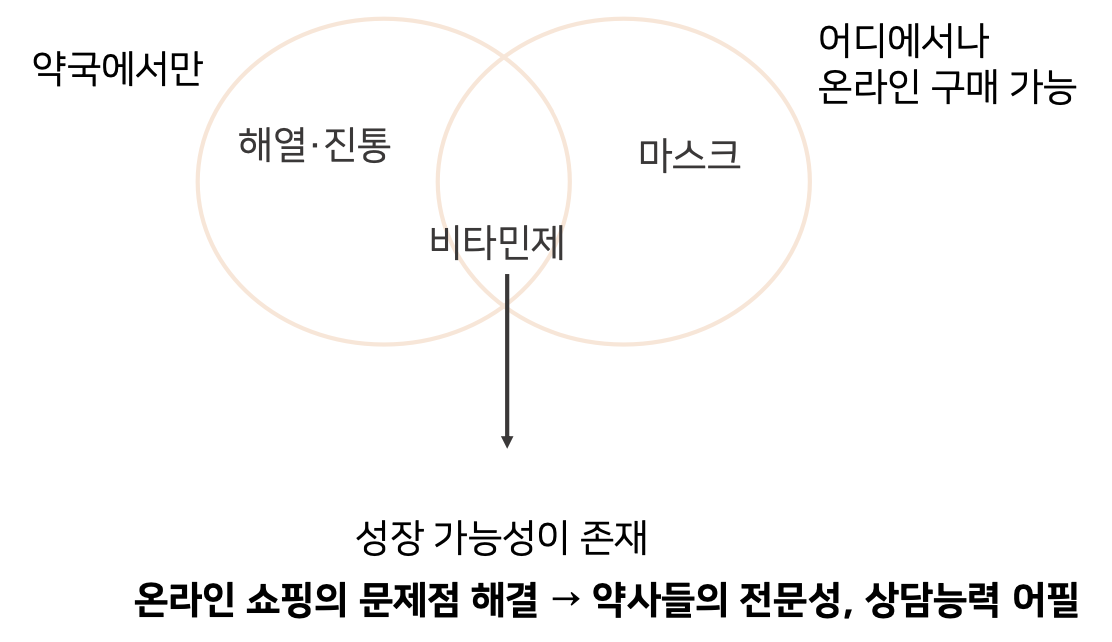 약국에서만
어디에서나
온라인 구매 가능
해열·진통
마스크
비타민제
성장 가능성이 존재
온라인 쇼핑의 문제점 해결 → 약사들의 전문성, 상담능력 어필